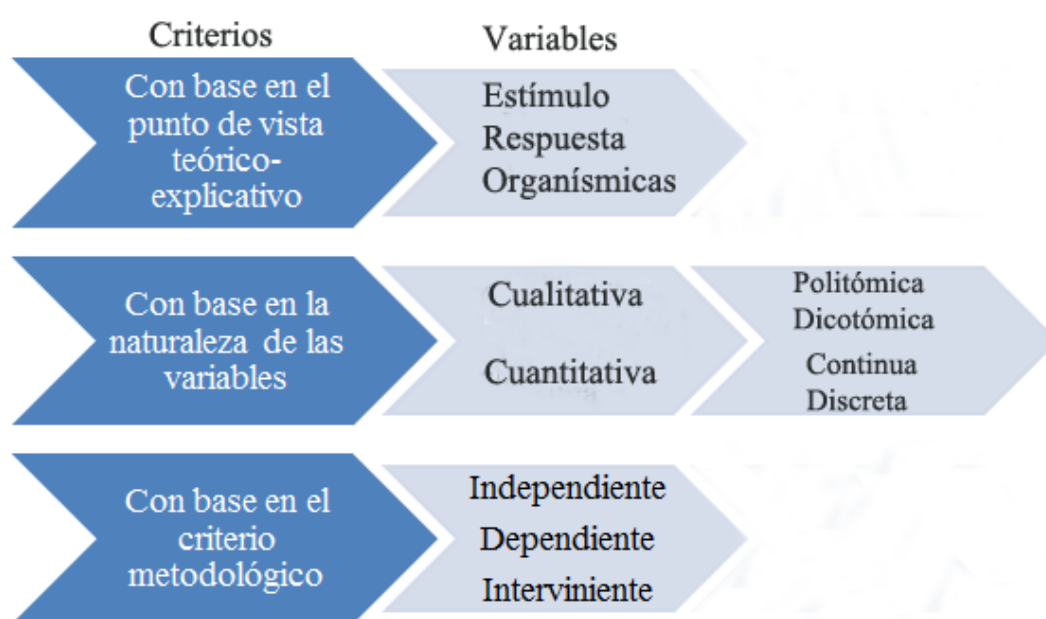 Criterios
Variables
Con base en el
punto de vista
teórico-
explicativo
Estímulo
Respuesta
Organísmicas
Con base en la
naturaleza de las
variables
Cualitativa
Cuantitativa
Politómica
Dicotómica
Continua
Discreta
Con base en el
criterio
metodológico
Independiente
Dependiente
Interviniente